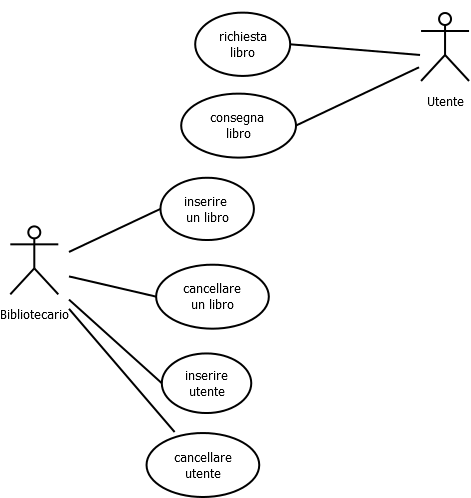 richiesta
libro
Utente
consegna
libro
inserire
un libro
Bibliotecario
cancellare
un libro
inserire
utente
cancellare
utente